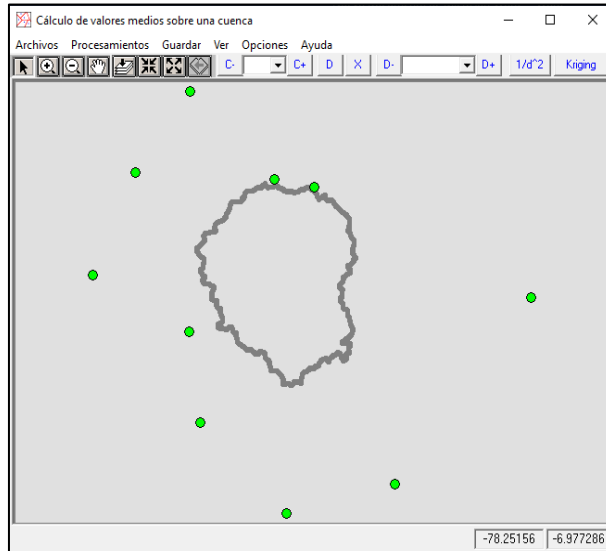 Cálculo de valores medios sobre una cuenca
Archivos Procesamientos Guardar Ver Opciones Ayuda
C- C+ D X D- D+ 1/d^2 Kriging
-78.25156 -6.977286